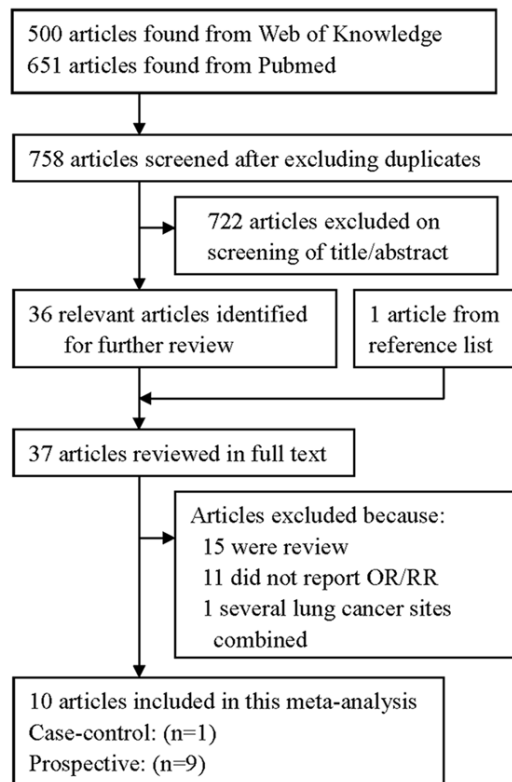 500 articles found from Web of Knowledge
651 articles found from Pubmed
758 articles screened after excluding duplicates
722 articles excluded on
screening of title/abstract
36 relevant articles identified
for further review
1 article from
reference list
37 articles reviewed in full text
Articles excluded because:
15 were review
11 did not report OR/RR
1 several lung cancer sites
combined
10 articles included in this meta-analysis
Case-control: (n=1)
Prospective: (n=9)